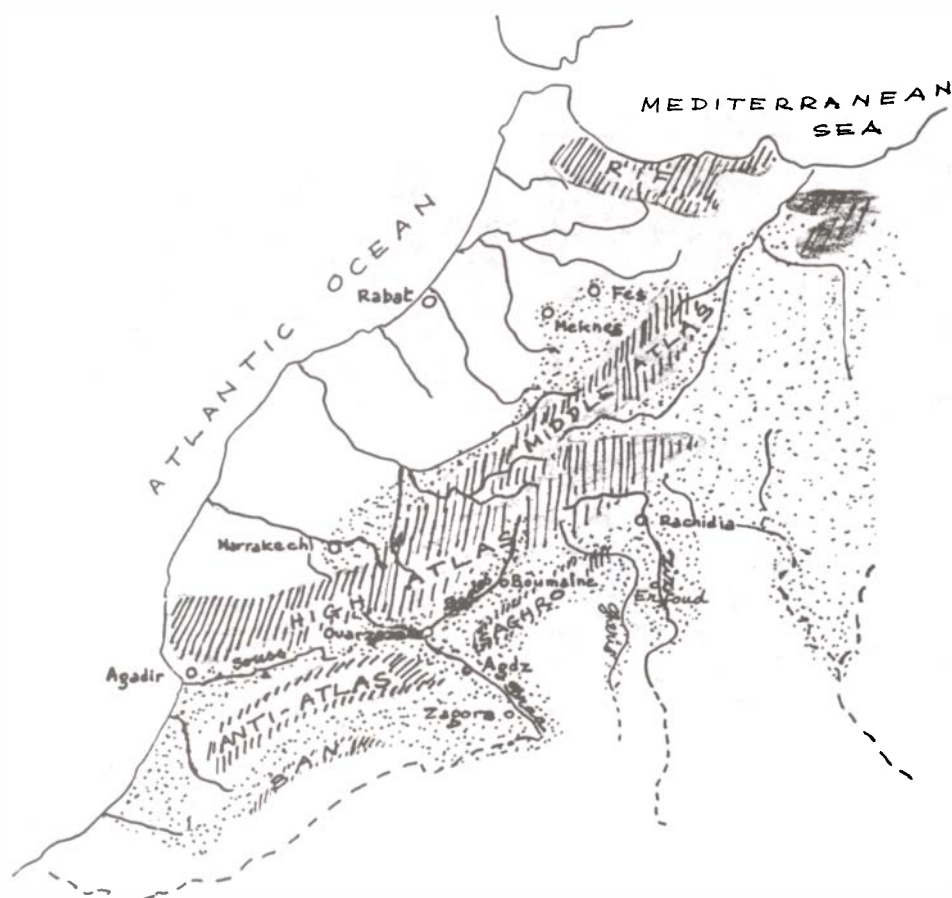 MEDITERRANEAN
SEA
RIF
ATLANTIC OCEAN
Rabat
Fes
Meknes
MIDDLE ATLAS
Marrakech
Rachidia
HIGH ATLAS
Boumalne
Erfoud
SAGHRO
Ouarzazate
Agadir
Souss
Agdz
ANTI-ATLAS
Zagora
BANI